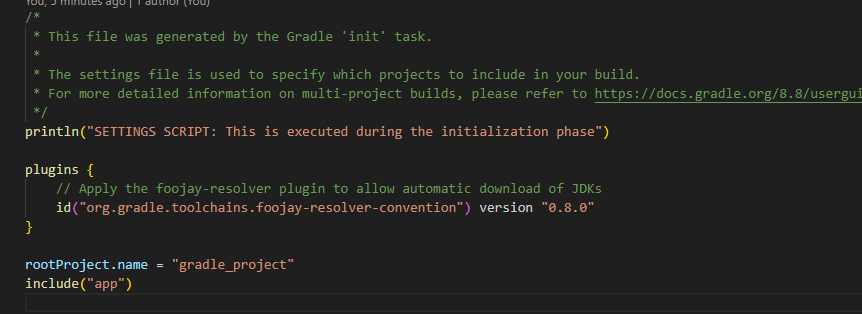 You, 5 minutes ago | 1 author (You)
/*
 * This file was generated by the Gradle 'init' task.
 *
 * The settings file is used to specify which projects to include in your build.
 * For more detailed information on multi-project builds, please refer to https://docs.gradle.org/8.8/usergui
 */
println("SETTINGS SCRIPT: This is executed during the initialization phase")

plugins {
    // Apply the foojay-resolver plugin to allow automatic download of JDKs
    id("org.gradle.toolchains.foojay-resolver-convention") version "0.8.0"
}

rootProject.name = "gradle_project"
include("app")